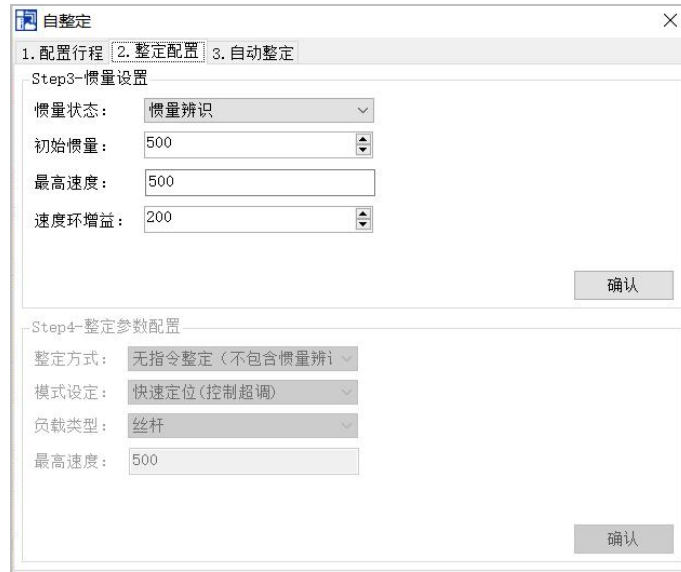 自整定
1.配置行程 2.整定配置 3.自动整定
Step3-惯量设置
惯量状态： 惯量辨识
初始惯量： 500
最高速度： 500
速度环增益： 200
确认
Step4-整定参数配置
整定方式： 无指令整定（不包含惯量辨
模式设定： 快速定位(控制超调)
负载类型： 丝杆
最高速度： 500
确认